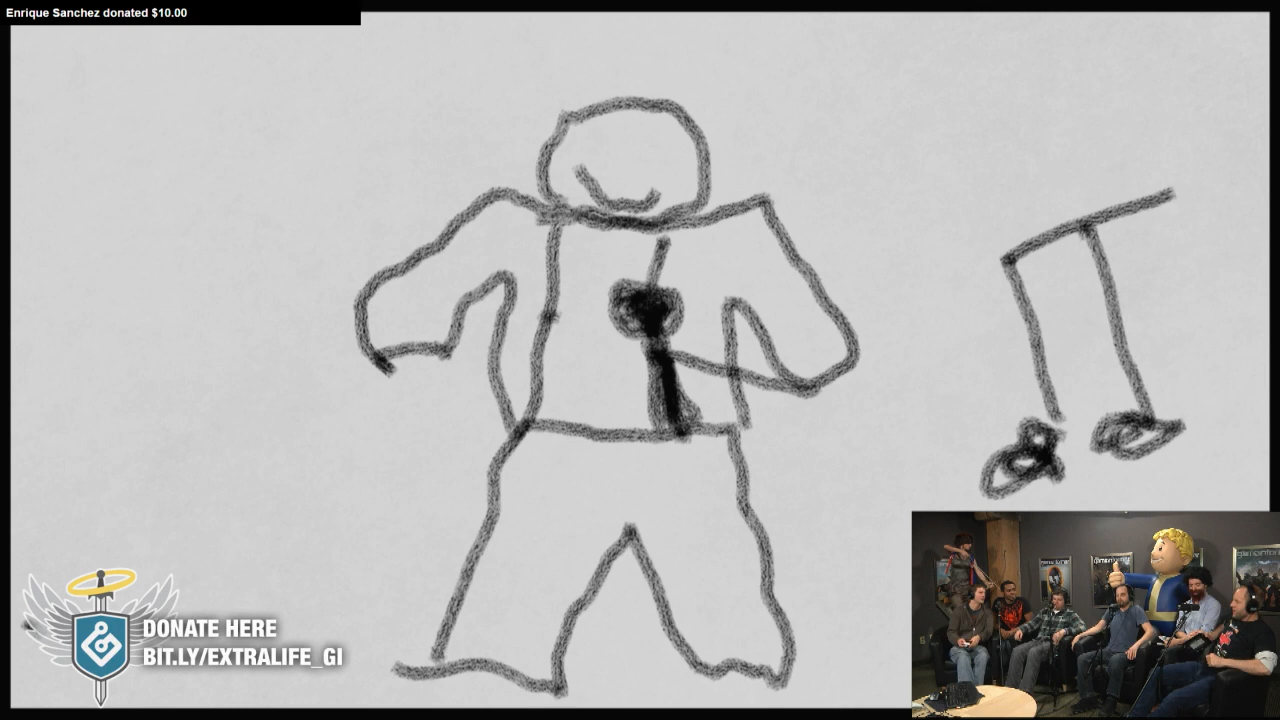 Enrique Sanchez donated $10.00
DONATE HERE
BIT.LY/EXTRALIFE_GI